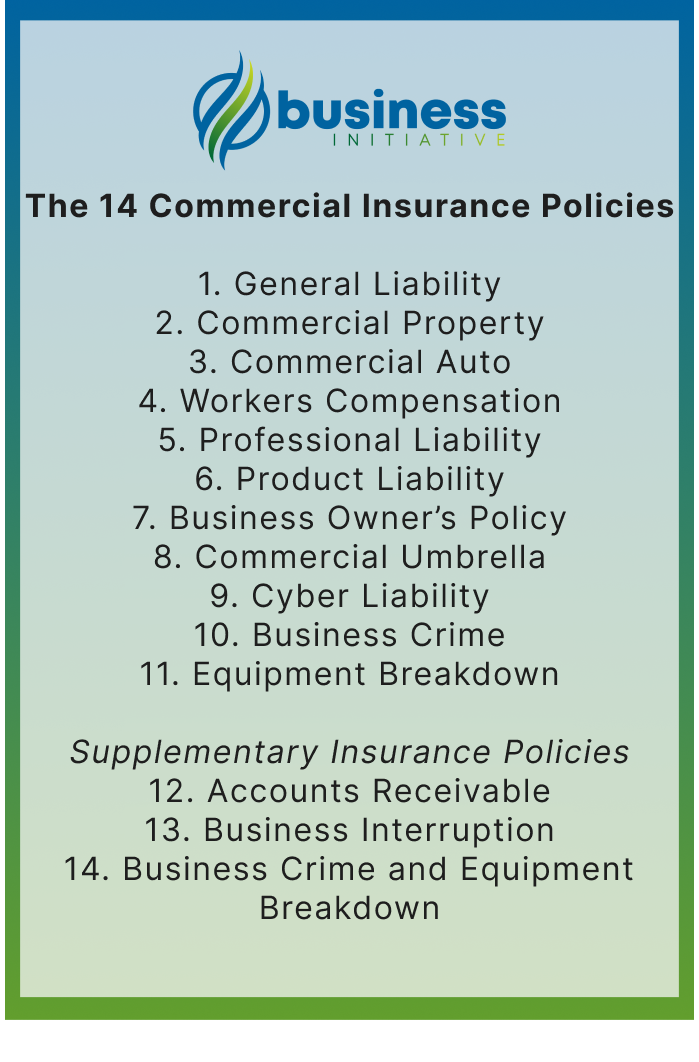 business
INITIATIVE
The 14 Commercial Insurance Policies
1. General Liability
2. Commercial Property
3. Commercial Auto
4. Workers Compensation
5. Professional Liability
6. Product Liability
7. Business Owner’s Policy
8. Commercial Umbrella
9. Cyber Liability
10. Business Crime
11. Equipment Breakdown
Supplementary Insurance Policies
12. Accounts Receivable
13. Business Interruption
14. Business Crime and Equipment
Breakdown